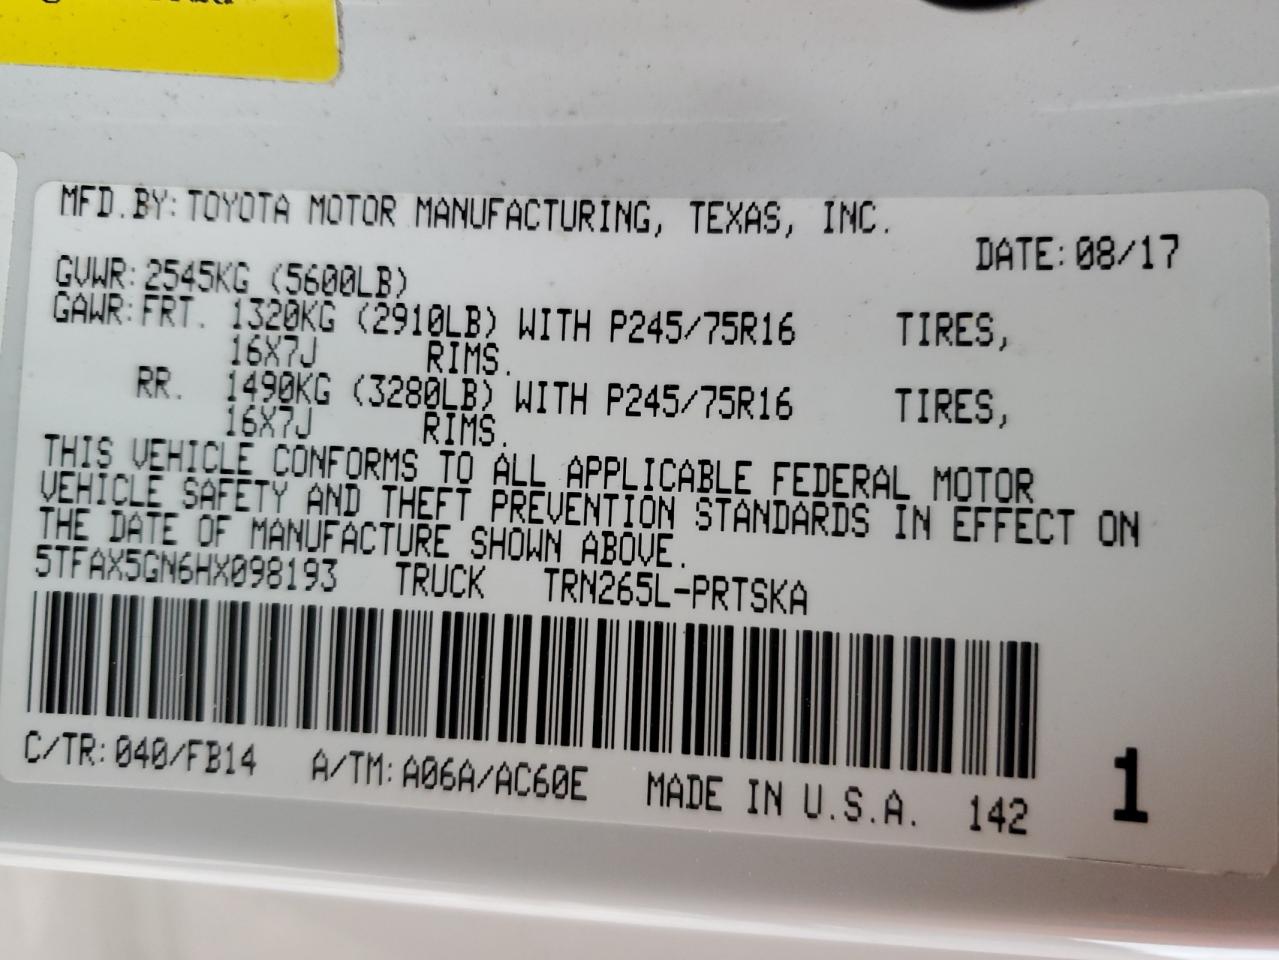 MFD.BY:TOYOTA MOTOR MANUFACTURING, TEXAS, INC.
DATE:08/17
GVWR:2545KG (5600LB)
GAWR:FRT. 1320KG (2910LB) WITH P245/75R16 TIRES,
16X7J RIMS.
RR. 1490KG (3280LB) WITH P245/75R16 TIRES,
16X7J RIMS.
THIS VEHICLE CONFORMS TO ALL APPLICABLE FEDERAL MOTOR
VEHICLE SAFETY AND THEFT PREVENTION STANDARDS IN EFFECT ON
THE DATE OF MANUFACTURE SHOWN ABOVE.
5TFAX5GN6HX098193 TRUCK TRN265L-PRTSKA
C/TR:040/FB14 A/TM:A06A/AC60E MADE IN U.S.A. 142 1